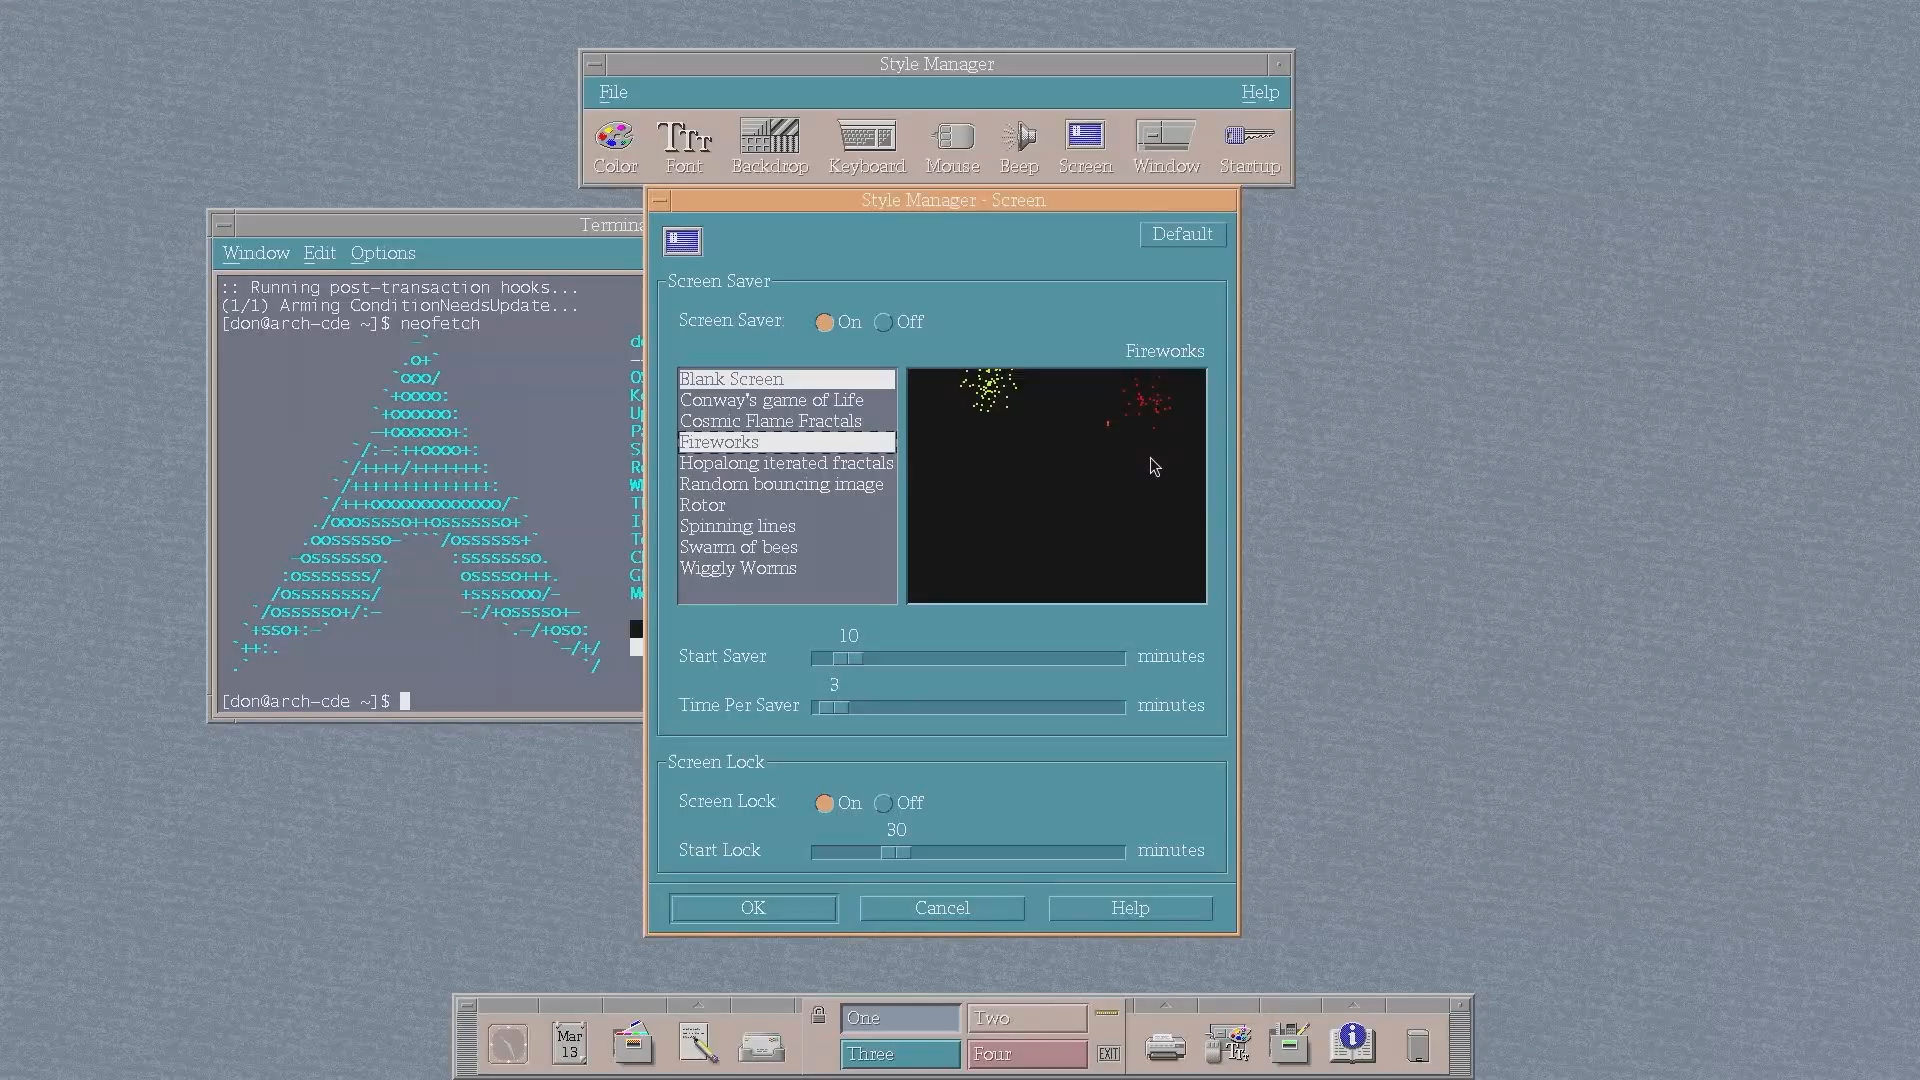 Style Manager
File Help
Color Font Backdrop Keyboard Mouse Beep Screen Window Startup
Style Manager - Screen
Default
Screen Saver
Screen Saver: On Off
Fireworks
Blank Screen
Conway's game of Life
Cosmic Flame Fractals
Fireworks
Hopalong iterated fractals
Random bouncing image
Rotor
Spinning lines
Swarm of bees
Wiggly Worms
10
Start Saver minutes
3
Time Per Saver minutes
Screen Lock
Screen Lock On Off
30
Start Lock minutes
OK Cancel Help
Window Edit Options
:: Running post-transaction hooks...
(1/1) Arming ConditionNeedsUpdate...
[don@arch-cde ~]$ neofetch
[don@arch-cde ~]$
Mar
13
One Two
Three Four
EXIT